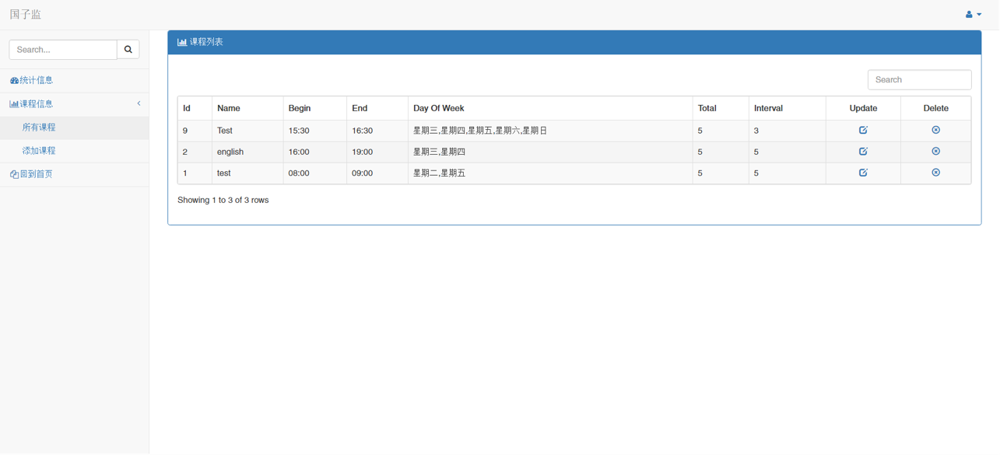 国子监
Search...
统计信息
课程信息
所有课程
添加课程
回到首页
课程列表
Search
Id Name Begin End Day Of Week Total Interval Update Delete
9 Test 15:30 16:30 星期三,星期四,星期五,星期六,星期日 5 3
2 english 16:00 19:00 星期三,星期四 5 5
1 test 08:00 09:00 星期二,星期五 5 5
Showing 1 to 3 of 3 rows